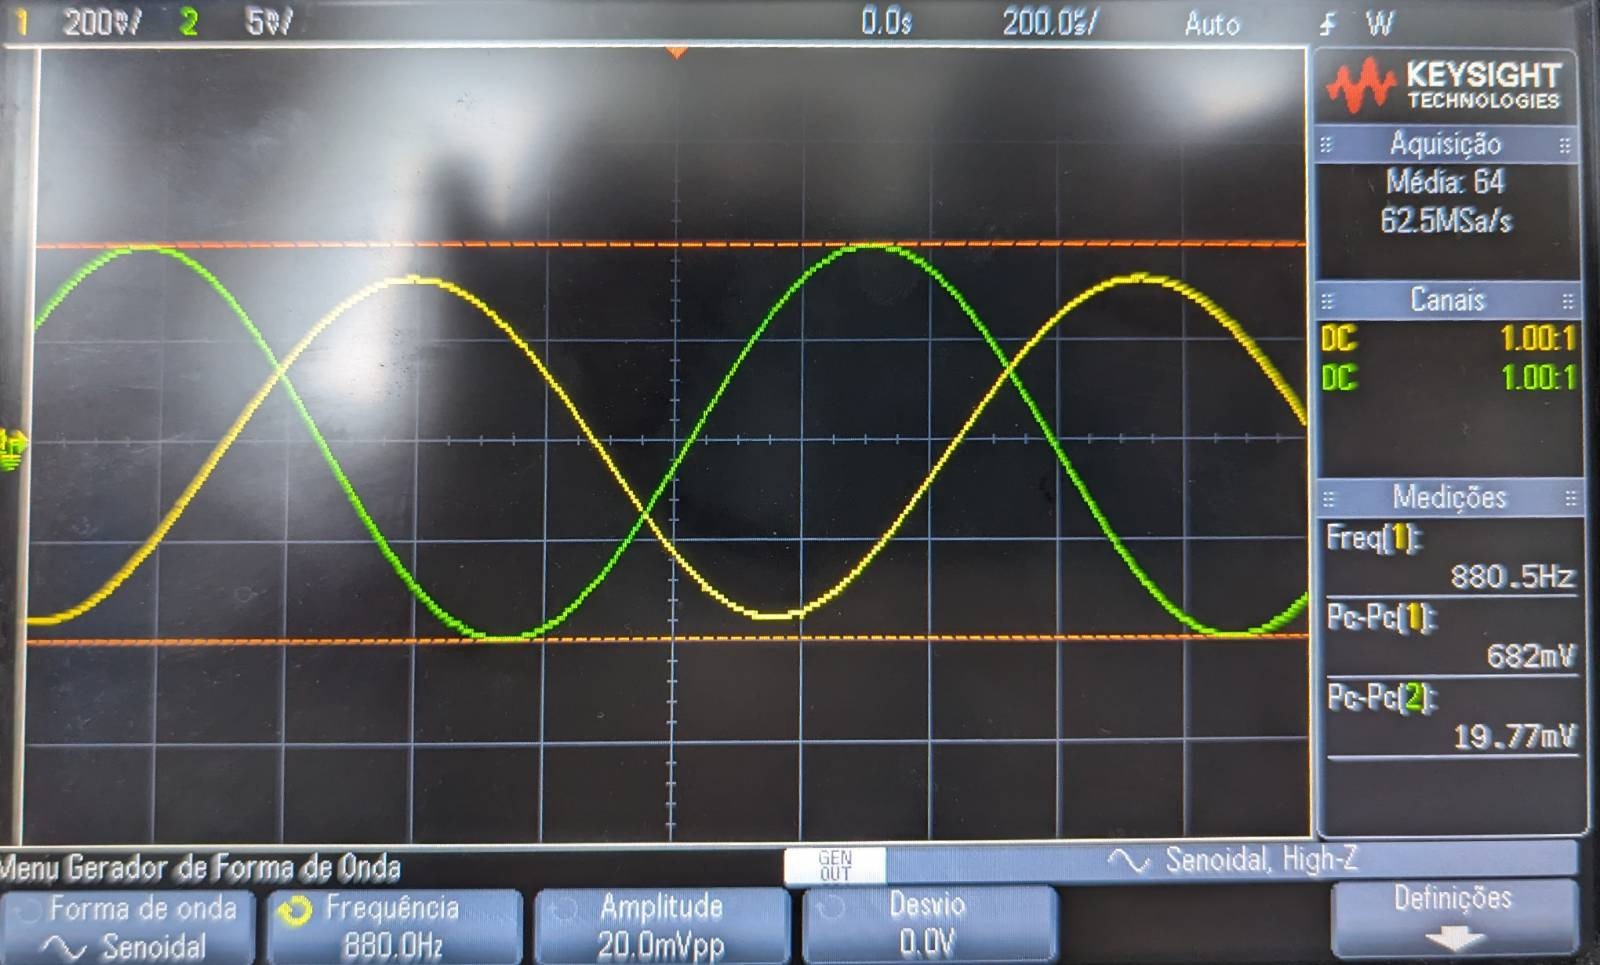 1 200mV/ 2 5mV/ 0.0s 200.0us/ Auto W
KEYSIGHT
TECHNOLOGIES
Aquisição
Média: 64
62.5MSa/s
Canais
DC 1.00:1
DC 1.00:1
Medições
Freq(1):
880.5Hz
Pc-Pc(1):
682mV
Pc-Pc(2):
19.77mV
Menu Gerador de Forma de Onda
GEN
OUT
Senoidal, High-Z
Forma de onda
Senoidal
Frequência
880.0Hz
Amplitude
20.0mVpp
Desvio
0.0V
Definições